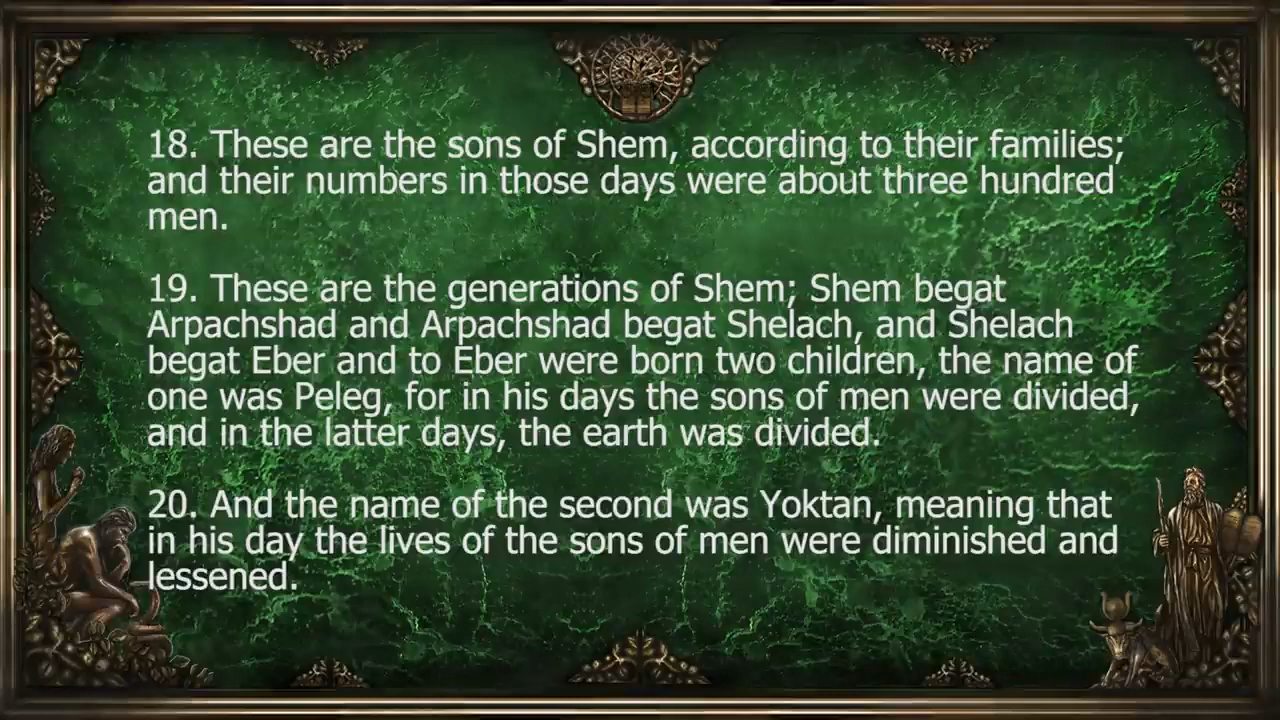 18. These are the sons of Shem, according to their families;
and their numbers in those days were about three hundred
men.
19. These are the generations of Shem; Shem begat
Arpachshad and Arpachshad begat Shelach, and Shelach
begat Eber and to Eber were born two children, the name of
one was Peleg, for in his days the sons of men were divided,
and in the latter days, the earth was divided.
20. And the name of the second was Yoktan, meaning that
in his day the lives of the sons of men were diminished and
lessened.